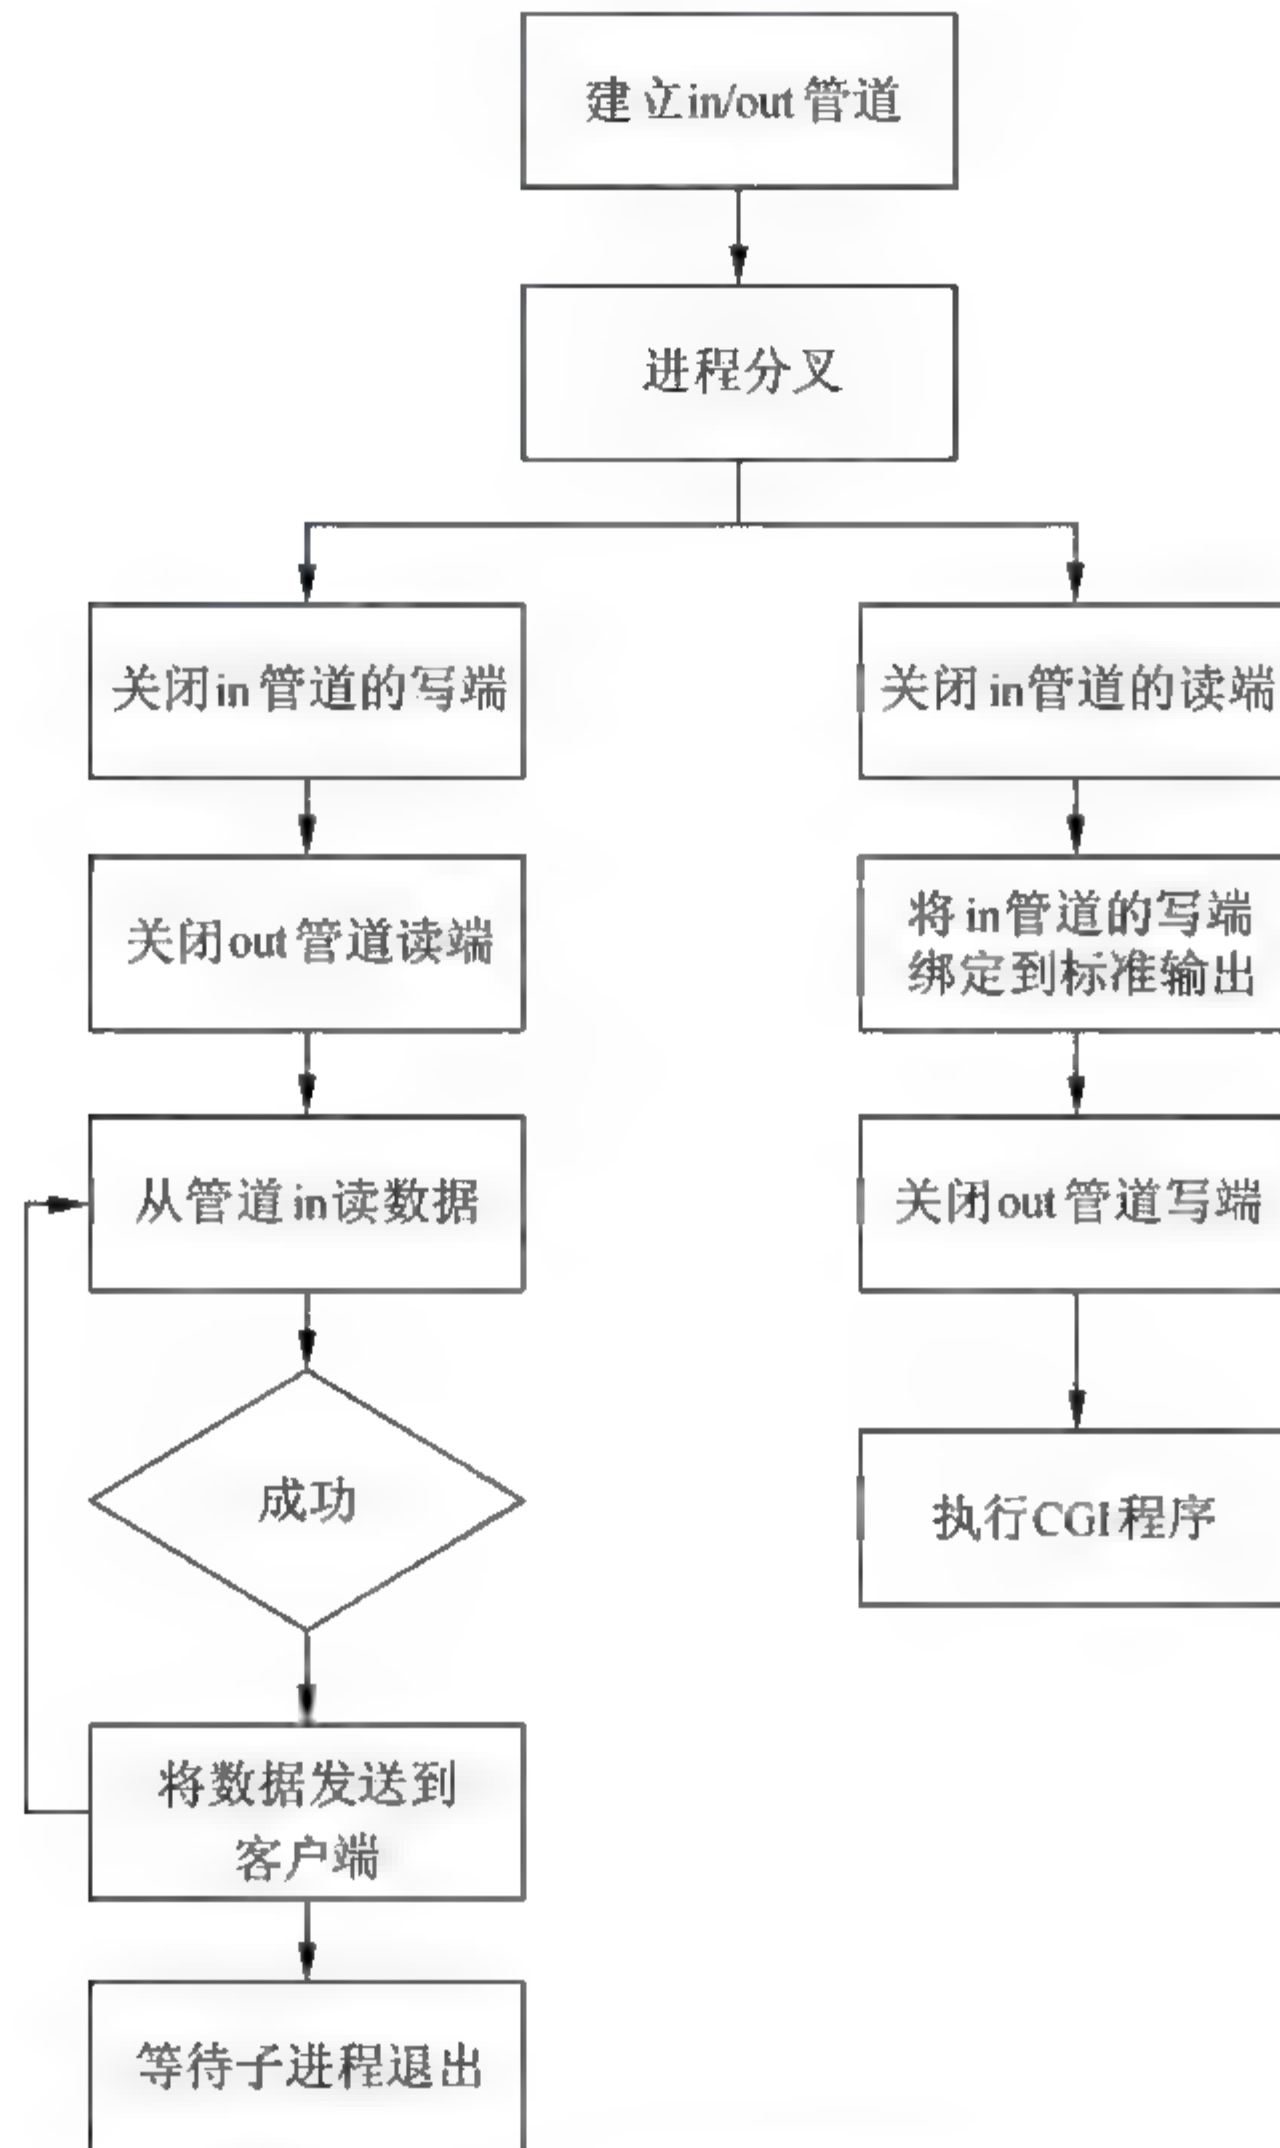 建立in/out管道
进程分叉
关闭in管道的写端
关闭in管道的读端
关闭out管道读端
将in管道的写端
绑定到标准输出
从管道in读数据
关闭out管道写端
成功
执行CGI程序
将数据发送到
客户端
等待子进程退出